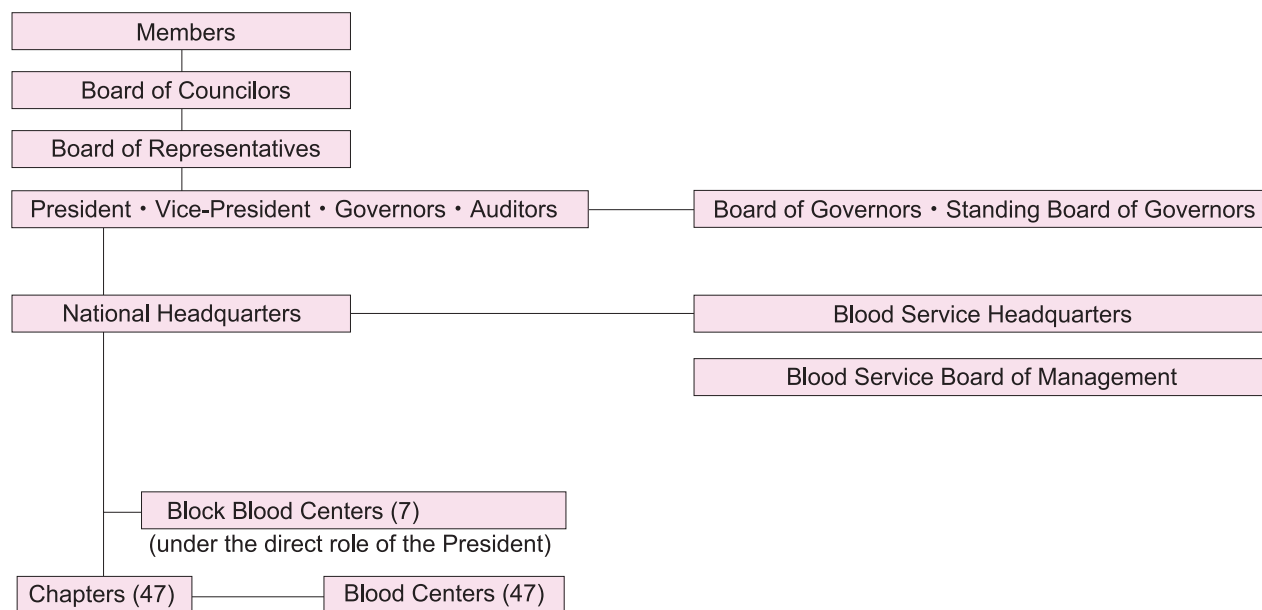 Members
Board of Councilors
Board of Representatives
President・Vice-President・Governors・Auditors
Board of Governors・Standing Board of Governors
National Headquarters
Blood Service Headquarters
Blood Service Board of Management
Block Blood Centers (7)
(under the direct role of the President)
Chapters (47)
Blood Centers (47)